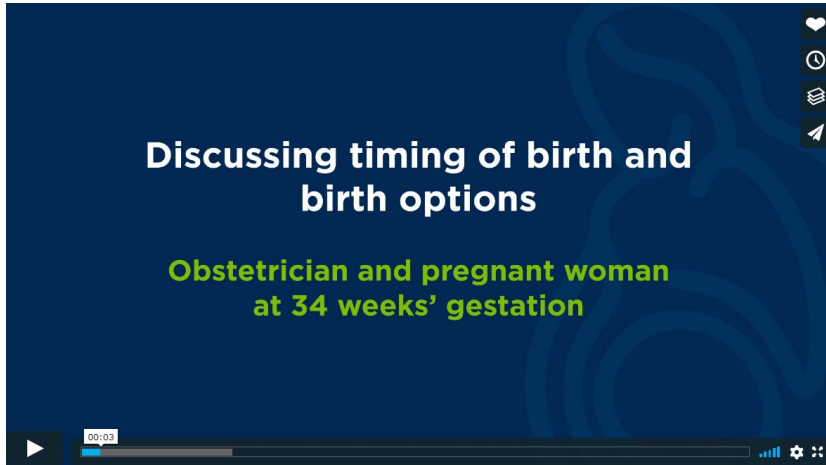 Discussing timing of birth and
birth options
Obstetrician and pregnant woman
at 34 weeks’ gestation
00:03